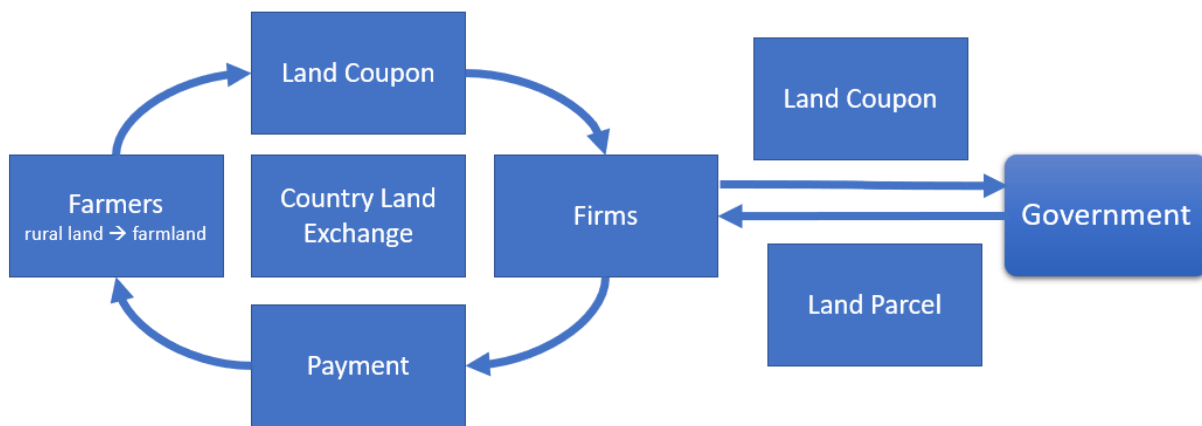 Land Coupon
Land Coupon
Farmers
rural land → farmland
Country Land
Exchange
Firms
Government
Payment
Land Parcel